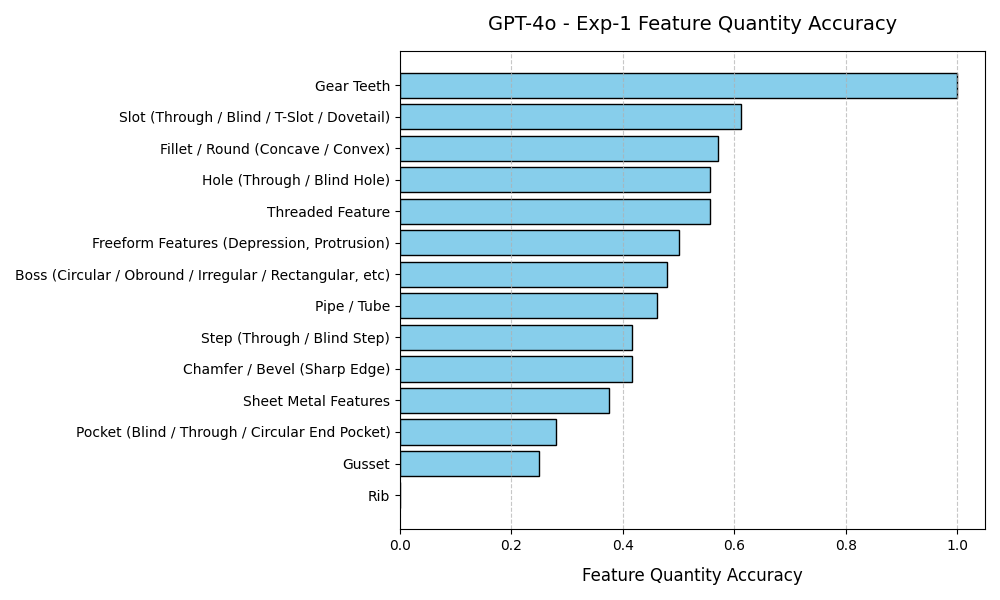 GPT-4o - Exp-1 Feature Quantity Accuracy
Gear Teeth
Slot (Through / Blind / T-Slot / Dovetail)
Fillet / Round (Concave / Convex)
Hole (Through / Blind Hole)
Threaded Feature
Freeform Features (Depression, Protrusion)
Boss (Circular / Obround / Irregular / Rectangular, etc)
Pipe / Tube
Step (Through / Blind Step)
Chamfer / Bevel (Sharp Edge)
Sheet Metal Features
Pocket (Blind / Through / Circular End Pocket)
Gusset
Rib
0.0 0.2 0.4 0.6 0.8 1.0
Feature Quantity Accuracy